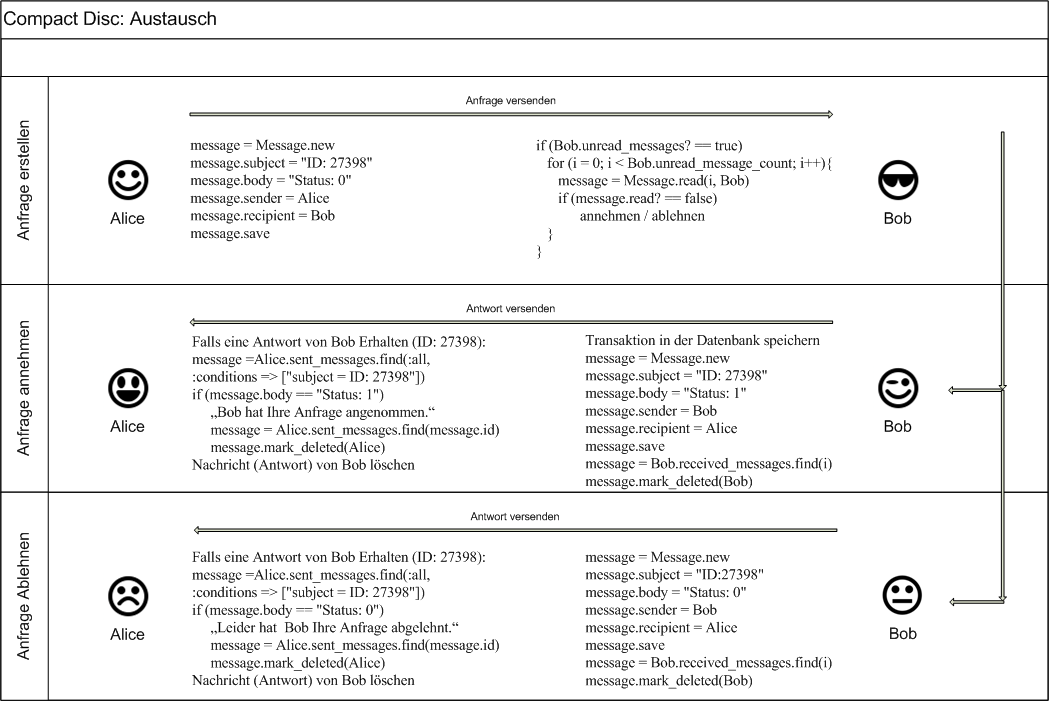 Compact Disc: Austausch
Anfrage erstellen
Anfrage versenden
message = Message.new
message.subject = "ID: 27398"
message.body = "Status: 0"
message.sender = Alice
message.recipient = Bob
message.save
if (Bob.unread_messages? == true)
for (i = 0; i < Bob.unread_message_count; i++){
message = Message.read(i, Bob)
if (message.read? == false)
annehmen / ablehnen
}
}
Alice
Bob
Anfrage annehmen
Antwort versenden
Falls eine Antwort von Bob Erhalten (ID: 27398):
message =Alice.sent_messages.find(:all,
:conditions => ["subject = ID: 27398"])
if (message.body == "Status: 1")
„Bob hat Ihre Anfrage angenommen.“
message = Alice.sent_messages.find(message.id)
message.mark_deleted(Alice)
Nachricht (Antwort) von Bob löschen
Transaktion in der Datenbank speichern
message = Message.new
message.subject = "ID: 27398"
message.body = "Status: 1"
message.sender = Bob
message.recipient = Alice
message.save
message = Bob.received_messages.find(i)
message.mark_deleted(Bob)
Alice
Bob
Anfrage Ablehnen
Antwort versenden
Falls eine Antwort von Bob Erhalten (ID: 27398):
message =Alice.sent_messages.find(:all,
:conditions => ["subject = ID: 27398"])
if (message.body == "Status: 0")
„Leider hat  Bob Ihre Anfrage abgelehnt.“
message = Alice.sent_messages.find(message.id)
message.mark_deleted(Alice)
Nachricht (Antwort) von Bob löschen
message = Message.new
message.subject = "ID:27398"
message.body = "Status: 0"
message.sender = Bob
message.recipient = Alice
message.save
message = Bob.received_messages.find(i)
message.mark_deleted(Bob)
Alice
Bob